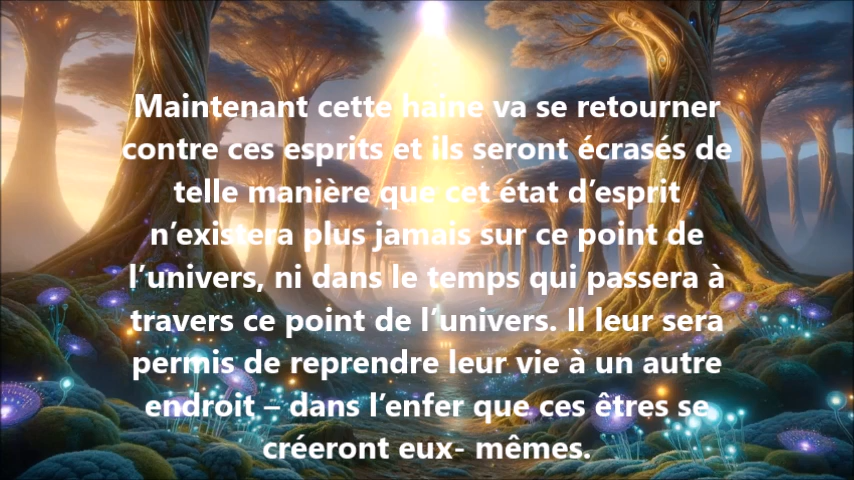 Maintenant cette haine va se retourner
contre ces esprits et ils seront écrasés de
telle manière que cet état d’esprit
n’existera plus jamais sur ce point de
l’univers, ni dans le temps qui passera à
travers ce point de l’univers. Il leur sera
permis de reprendre leur vie à un autre
endroit – dans l’enfer que ces êtres se
créeront eux- mêmes.